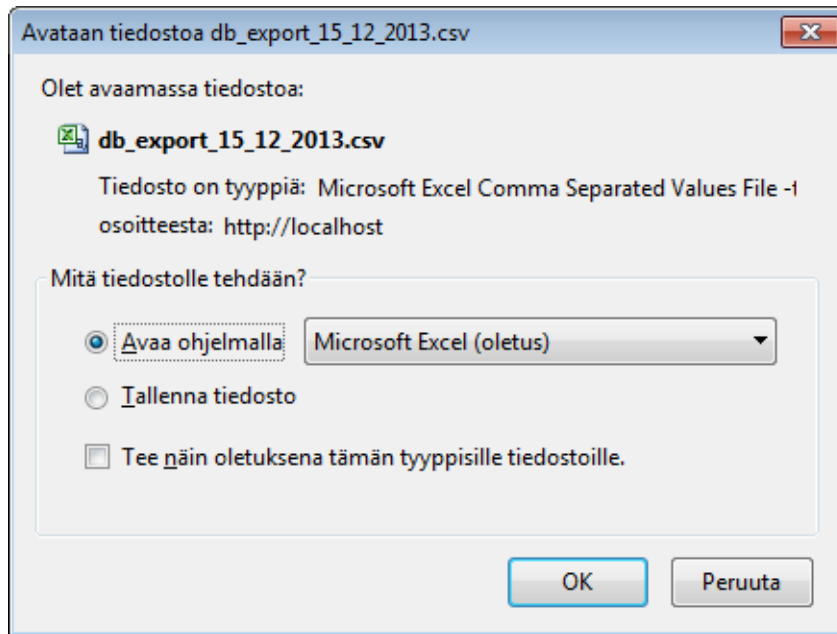 Avataan tiedostoa db_export_15_12_2013.csv
Olet avaamassa tiedostoa:
db_export_15_12_2013.csv
Tiedosto on tyyppiä: Microsoft Excel Comma Separated Values File -t
osoitteesta: http://localhost
Mitä tiedostolle tehdään?
Avaa ohjelmalla Microsoft Excel (oletus)
Tallenna tiedosto
Tee näin oletuksena tämän tyyppisille tiedostoille.
OK Peruuta